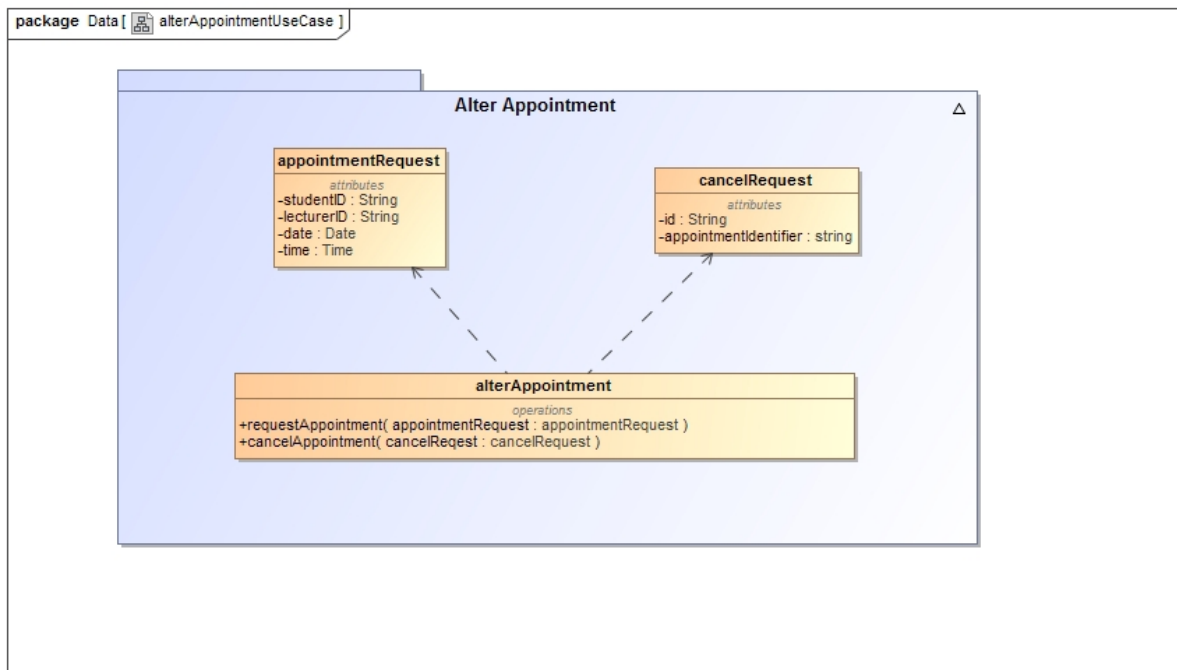 package Data [ alterAppointmentUseCase ]
Alter Appointment
appointmentRequest
attributes
-studentID : String
-lecturerID : String
-date : Date
-time : Time
cancelRequest
attributes
-id : String
-appointmentIdentifier : string
alterAppointment
operations
+requestAppointment( appointmentRequest : appointmentRequest )
+cancelAppointment( cancelReqest : cancelRequest )